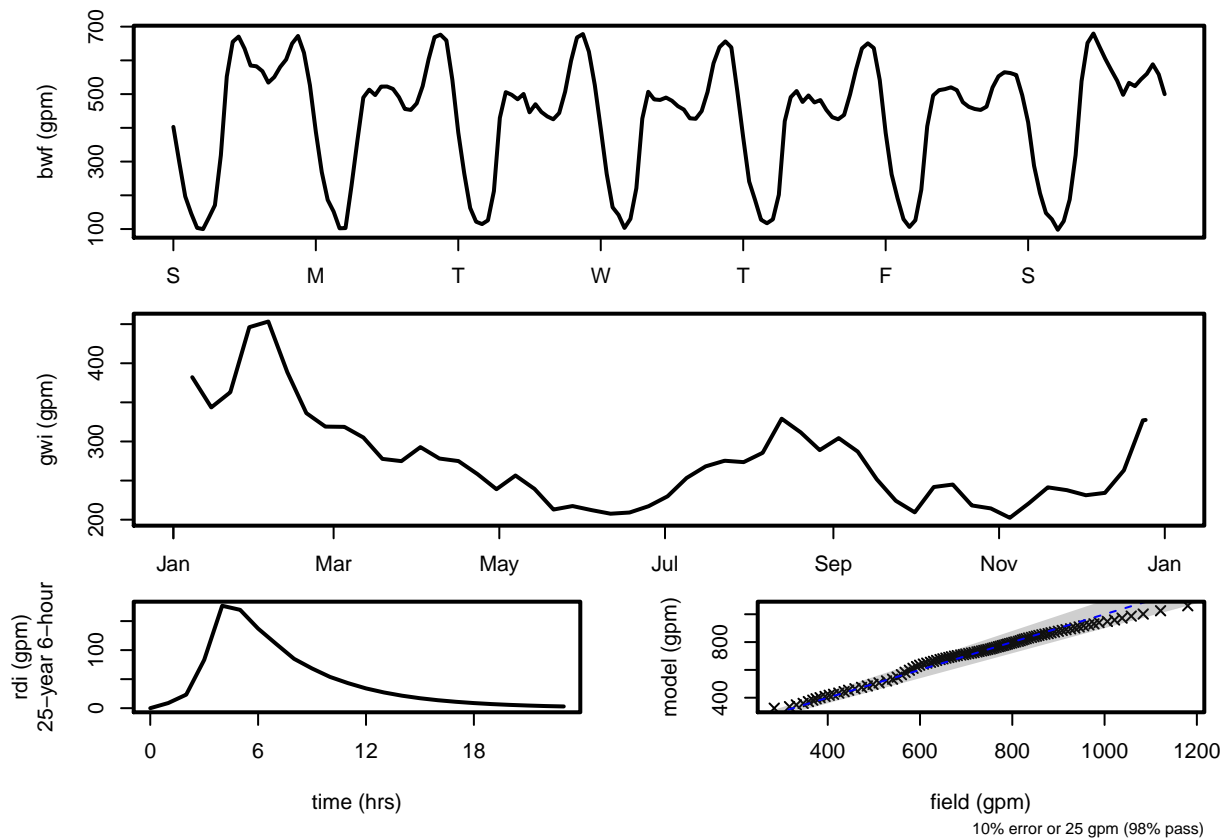 bwf (gpm)
700
500
300
100
S M T W T F S
gwi (gpm)
400
300
200
Jan Mar May Jul Sep Nov Jan
rdi (gpm)
25−year 6−hour
100
0
0 6 12 18
time (hrs)
model (gpm)
800
400
400 600 800 1000 1200
field (gpm)
10% error or 25 gpm (98% pass)